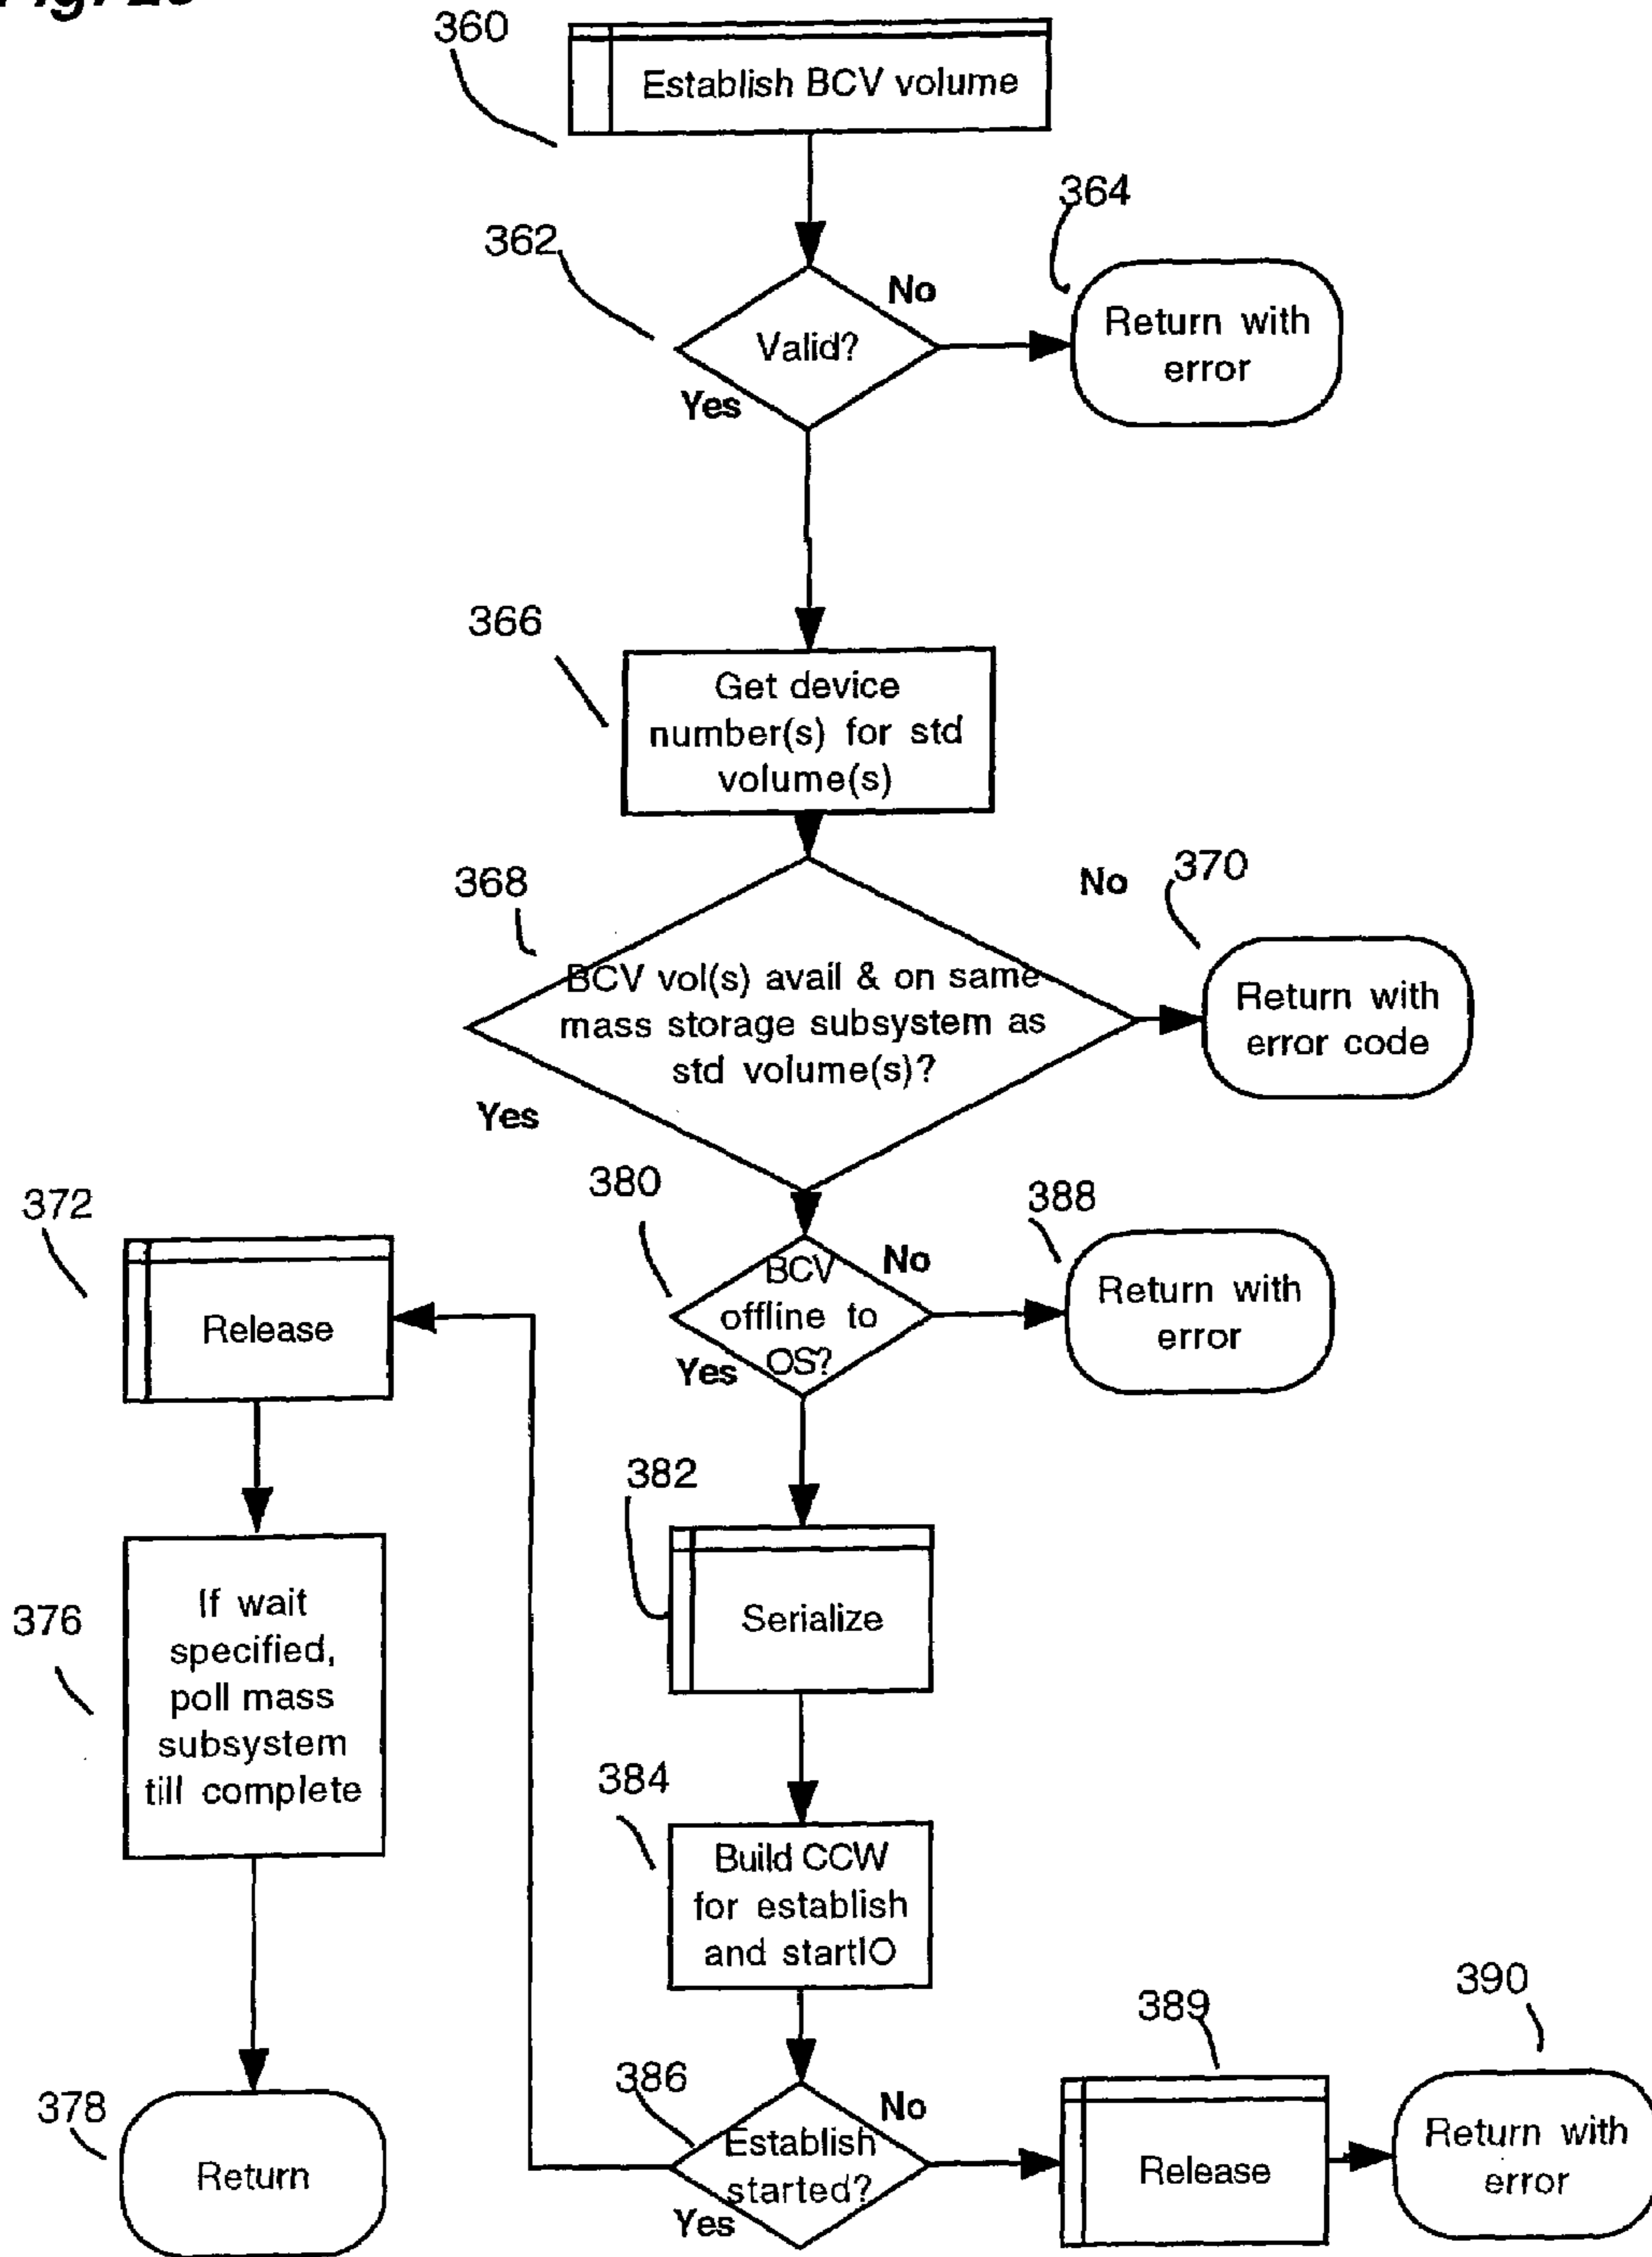 360
Establish BCV volume
364
362
No
Return with
error
Valid?
Yes
366
Get device
number(s) for std
volume(s)
368
No
370
BCV vol(s) avail & on same
mass storage subsystem as
std volume(s)?
Return with
error code
Yes
380
388
372
BCV
offline to
OS?
No
Return with
error
Yes
Release
382
Serialize
376
If wait
specified,
poll mass
subsystem
till complete
384
Build CCW
for establish
and startIO
389
390
386
No
378
Establish
started?
Yes
Release
Return with
error
Return